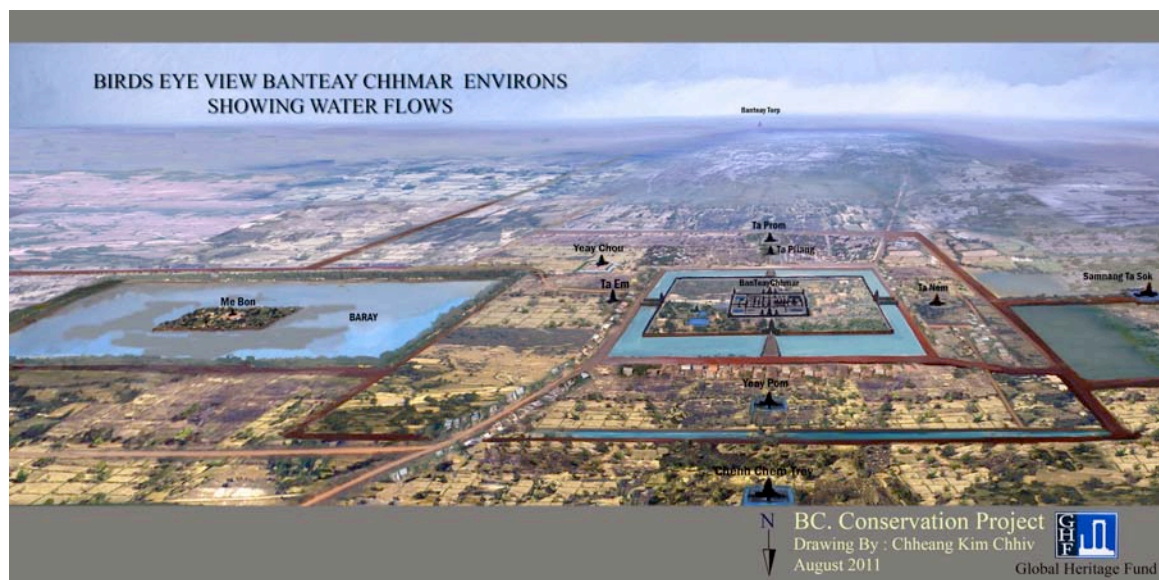 BIRDS EYE VIEW BANTEAY CHHMAR ENVIRONS
SHOWING WATER FLOWS
Banteay Torp
Ta Prom
Ta Pliang
Yeay Chou
Samnang Ta Sok
Ta Em
BanTeayChhmar
Ta Nem
Me Bon
BARAY
Yeay Pom
Chenh Chem Trey
N
BC. Conservation Project
Drawing By : Chheang Kim Chhiv
August 2011
GHF
Global Heritage Fund